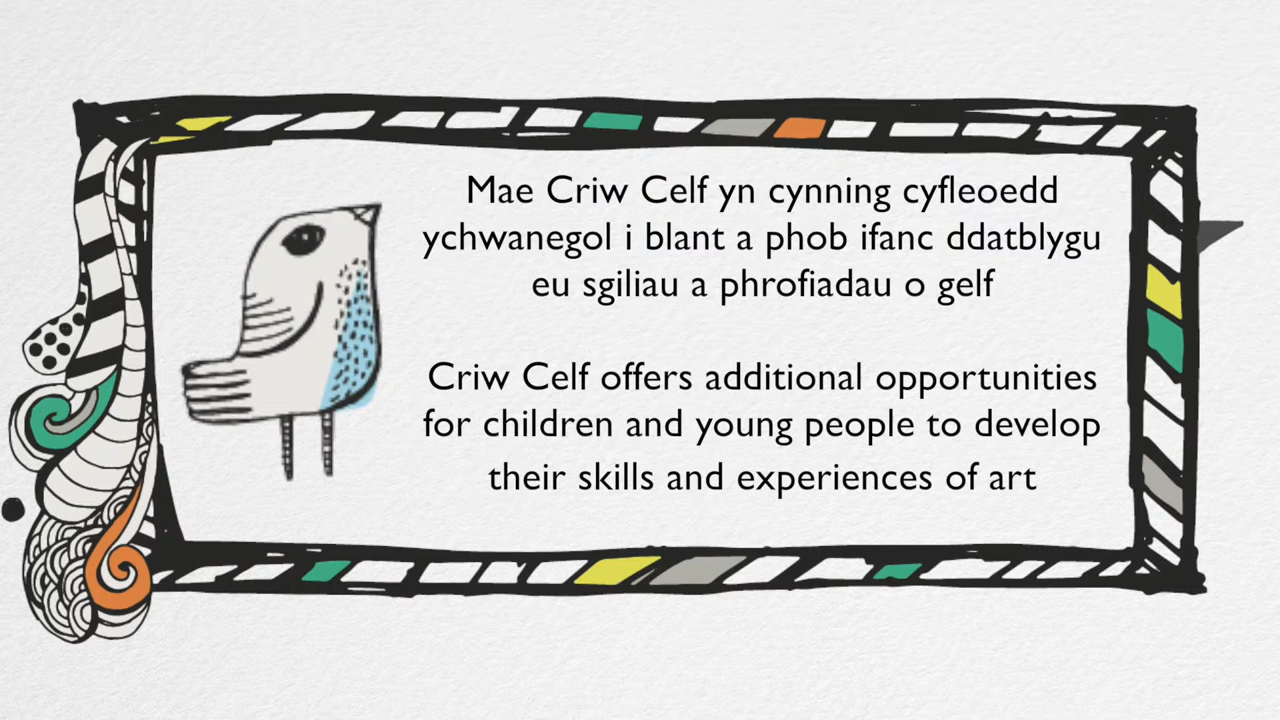 Mae Criw Celf yn cynning cyfleoedd
ychwanegol i blant a phob ifanc ddatblygu
eu sgiliau a phrofiadau o gelf
Criw Celf offers additional opportunities
for children and young people to develop
their skills and experiences of art